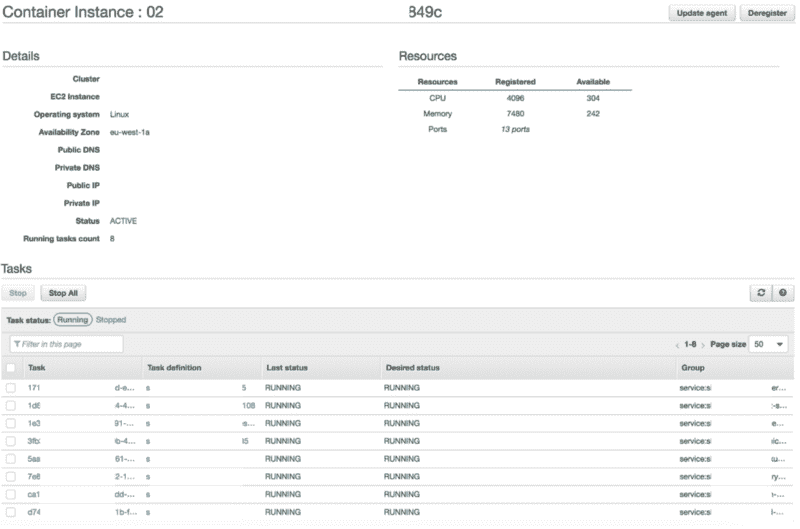 Container Instance : 02 849c Update agent Deregister
Details Resources
Cluster Resources Registered Available
EC2 Instance CPU 4096 304
Operating system Linux Memory 7480 242
Availability Zone eu-west-1a Ports 13 ports
Public DNS
Private DNS
Public IP
Private IP
Status ACTIVE
Running tasks count 8
Tasks
Stop Stop All
Task status: Running Stopped
Filter in this page 1-8 Page size 50
Task Task definition Last status Desired status Group
171 d-e... s 5 RUNNING RUNNING service:s er...
4-4... s 108 RUNNING RUNNING service:s
1e3 91-... s RUNNING RUNNING service:s e...
s RUNNING RUNNING service:s ic...
5aa 61-... s RUNNING RUNNING service:s
7e8 2-1... s RUNNING RUNNING service:s ry...
ca1 dd-... s RUNNING RUNNING service:s
d74 1b-f... s RUNNING RUNNING service:s